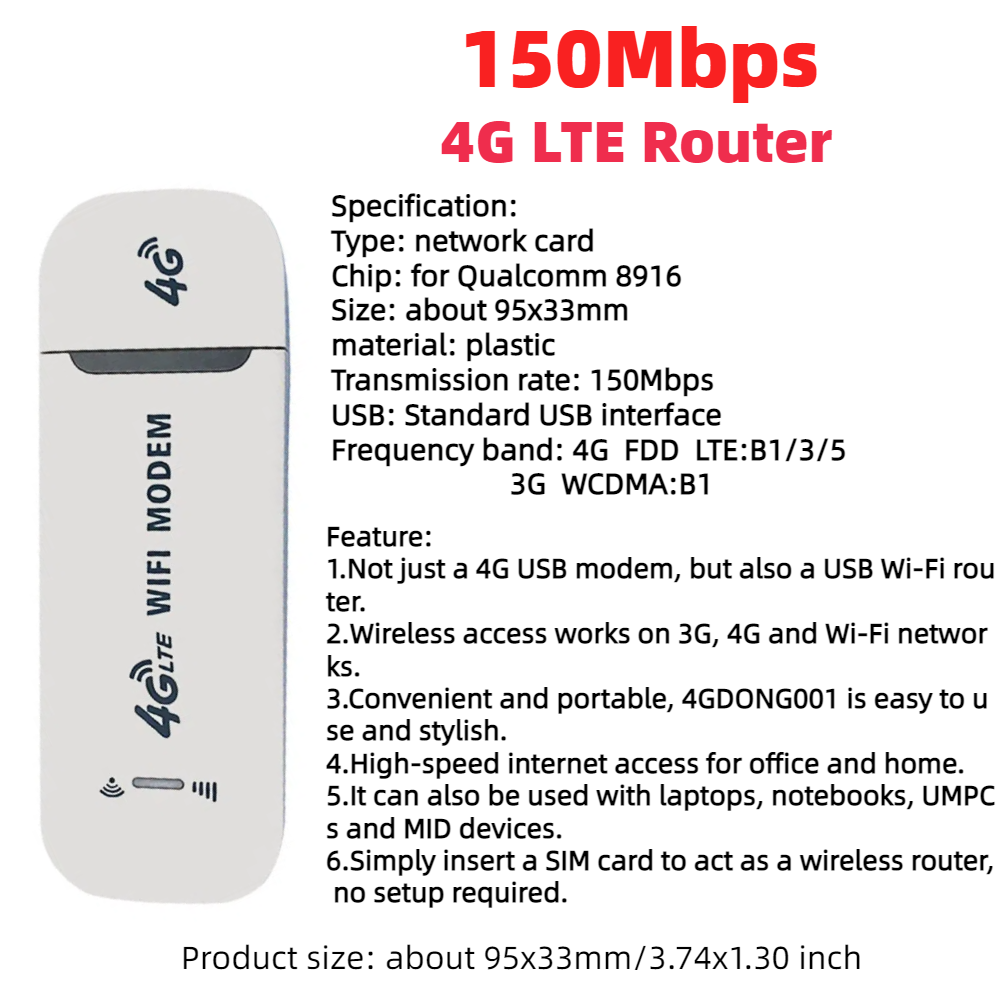 150Mbps
4G LTE Router
Specification:
Type: network card
Chip: for Qualcomm 8916
Size: about 95x33mm
material: plastic
Transmission rate: 150Mbps
USB: Standard USB interface
Frequency band: 4G FDD LTE:B1/3/5
3G WCDMA:B1
Feature:
1.Not just a 4G USB modem, but also a USB Wi-Fi rou
ter.
2.Wireless access works on 3G, 4G and Wi-Fi networ
ks.
3.Convenient and portable, 4GDONG001 is easy to u
se and stylish.
4.High-speed internet access for office and home.
5.It can also be used with laptops, notebooks, UMPC
s and MID devices.
6.Simply insert a SIM card to act as a wireless router,
no setup required.
Product size: about 95x33mm/3.74x1.30 inch
4G
4GLTE WIFI MODEM